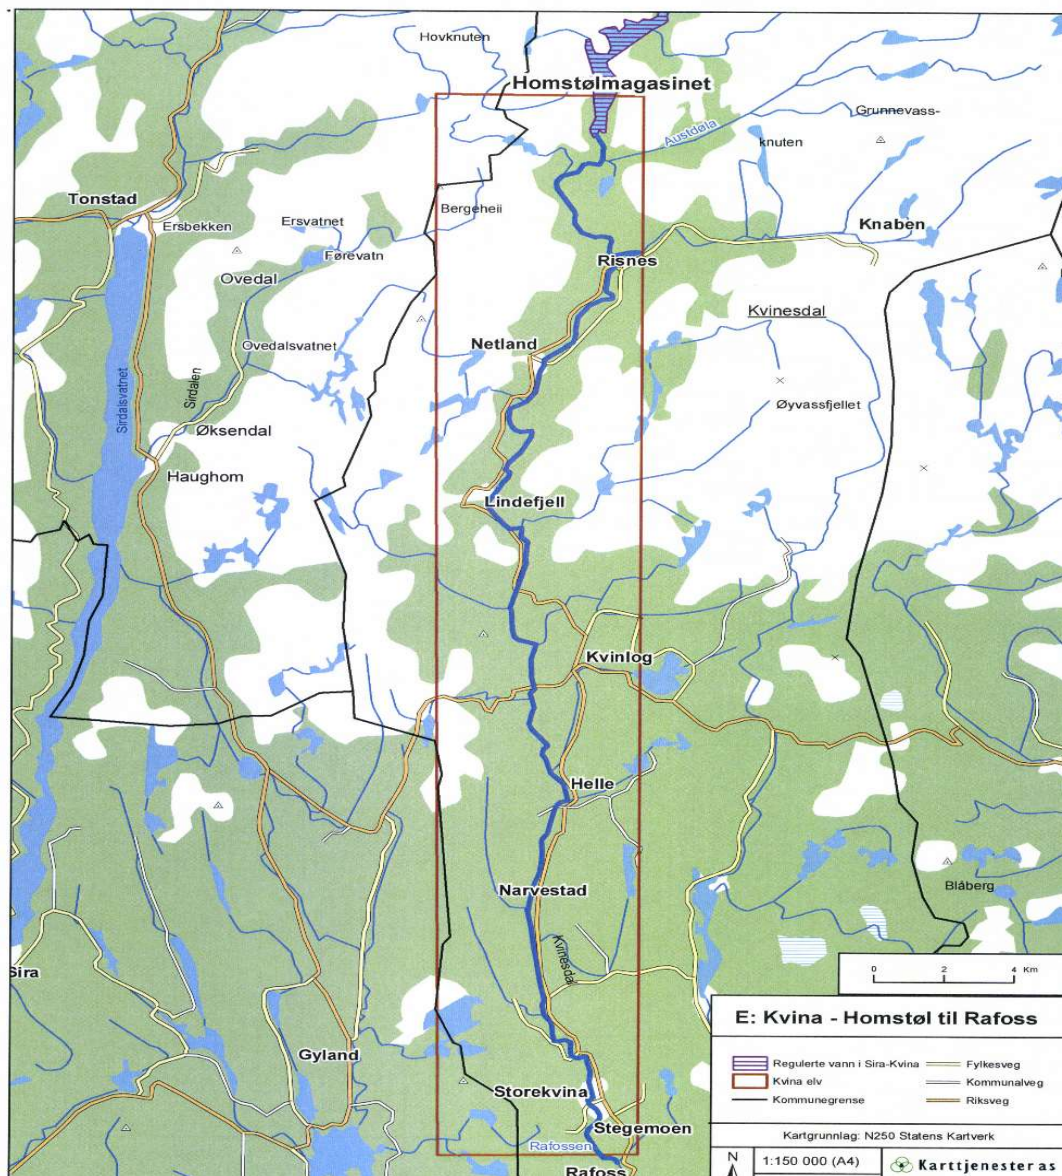 Hovknuten
Homstølmagasinet
Grunnevass-
Austdøla
knuten
Tonstad
Bergeheii
Ersbekken
Ersvatnet
Knaben
Førevatn
Risnes
Ovedal
Kvinesdal
Netland
Ovedalsvatnet
Sirdalsvatnet
Sirdalen
Øyvassfjellet
Øksendal
Haughom
Lindefjell
Kvinlog
Helle
Narvestad
Blåberg
Kvinesdal
Sira
0 2 4 Km
E: Kvina - Homstøl til Rafoss
Gyland
Regulerte vann i Sira-Kvina
Fylkesveg
Kvina elv
Kommunalveg
Kommunegrense
Riksveg
Storekvina
Stegemoen
Kartgrunnlag: N250 Statens Kartverk
Rafossen
Rafoss
N
1:150 000 (A4)
Karttjenester as